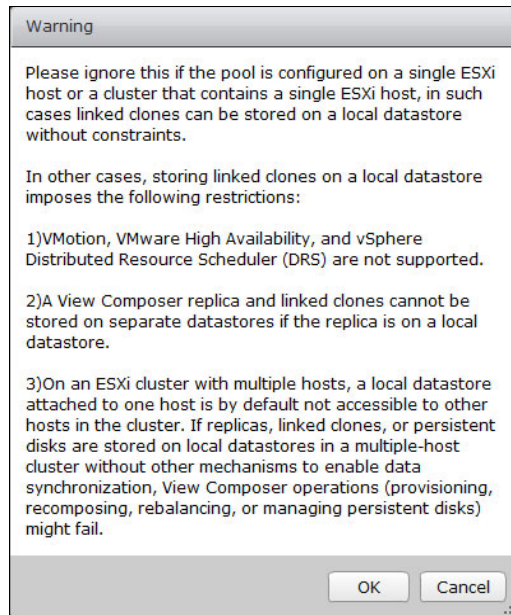 Warning
Please ignore this if the pool is configured on a single ESXi
host or a cluster that contains a single ESXi host, in such
cases linked clones can be stored on a local datastore
without constraints.
In other cases, storing linked clones on a local datastore
imposes the following restrictions:
1)VMotion, VMware High Availability, and vSphere
Distributed Resource Scheduler (DRS) are not supported.
2)A View Composer replica and linked clones cannot be
stored on separate datastores if the replica is on a local
datastore.
3)On an ESXi cluster with multiple hosts, a local datastore
attached to one host is by default not accessible to other
hosts in the cluster. If replicas, linked clones, or persistent
disks are stored on local datastores in a multiple-host
cluster without other mechanisms to enable data
synchronization, View Composer operations (provisioning,
recomposing, rebalancing, or managing persistent disks)
might fail.
OK Cancel